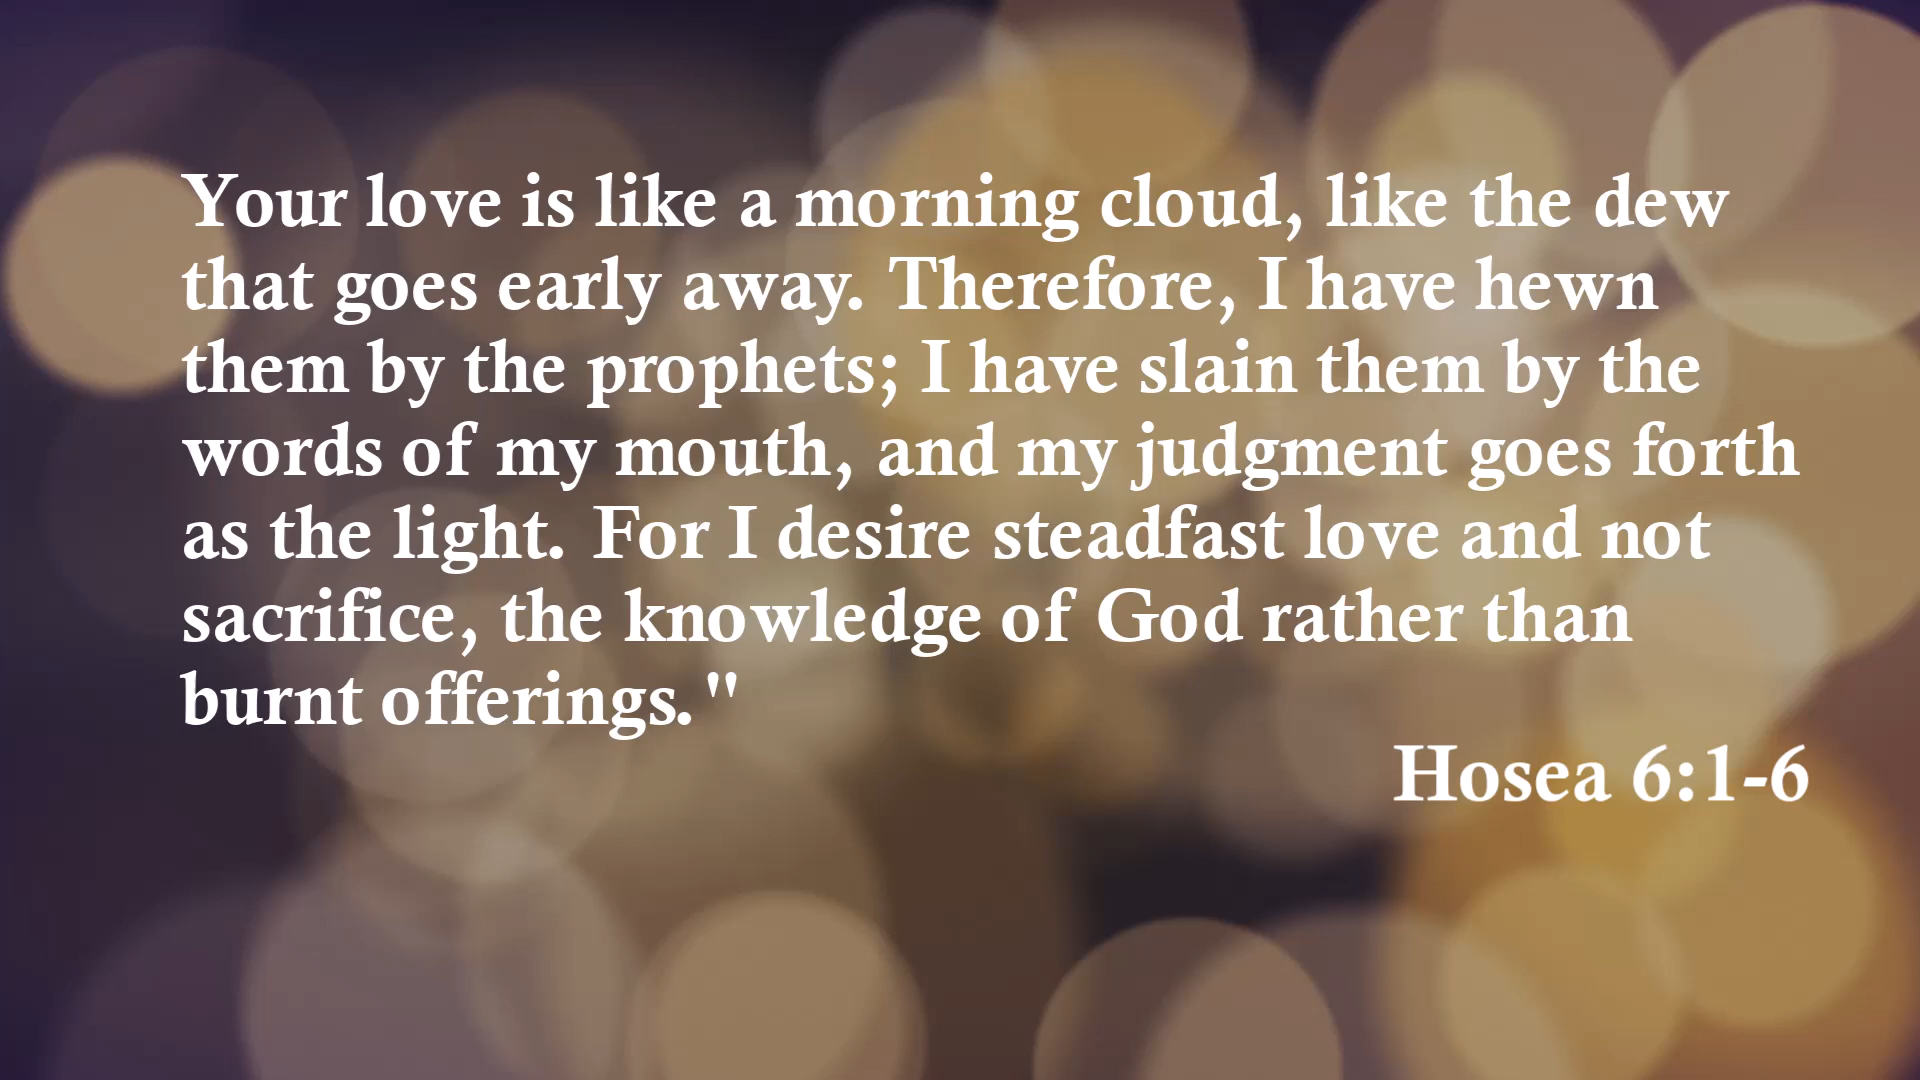 Your love is like a morning cloud, like the dew
that goes early away. Therefore, I have hewn
them by the prophets; I have slain them by the
words of my mouth, and my judgment goes forth
as the light. For I desire steadfast love and not
sacrifice, the knowledge of God rather than
burnt offerings."
Hosea 6:1-6